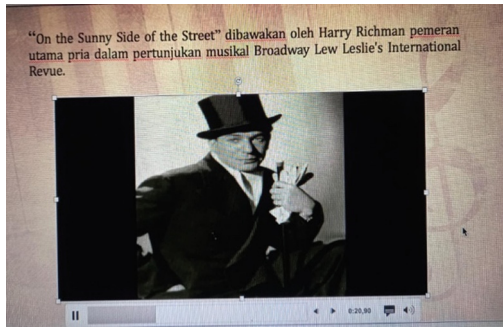 “On the Sunny Side of the Street” dibawakan oleh Harry Richman pemeran
utama pria dalam pertunjukan musikal Broadway Lew Leslie's International
Revue.
0:20,90